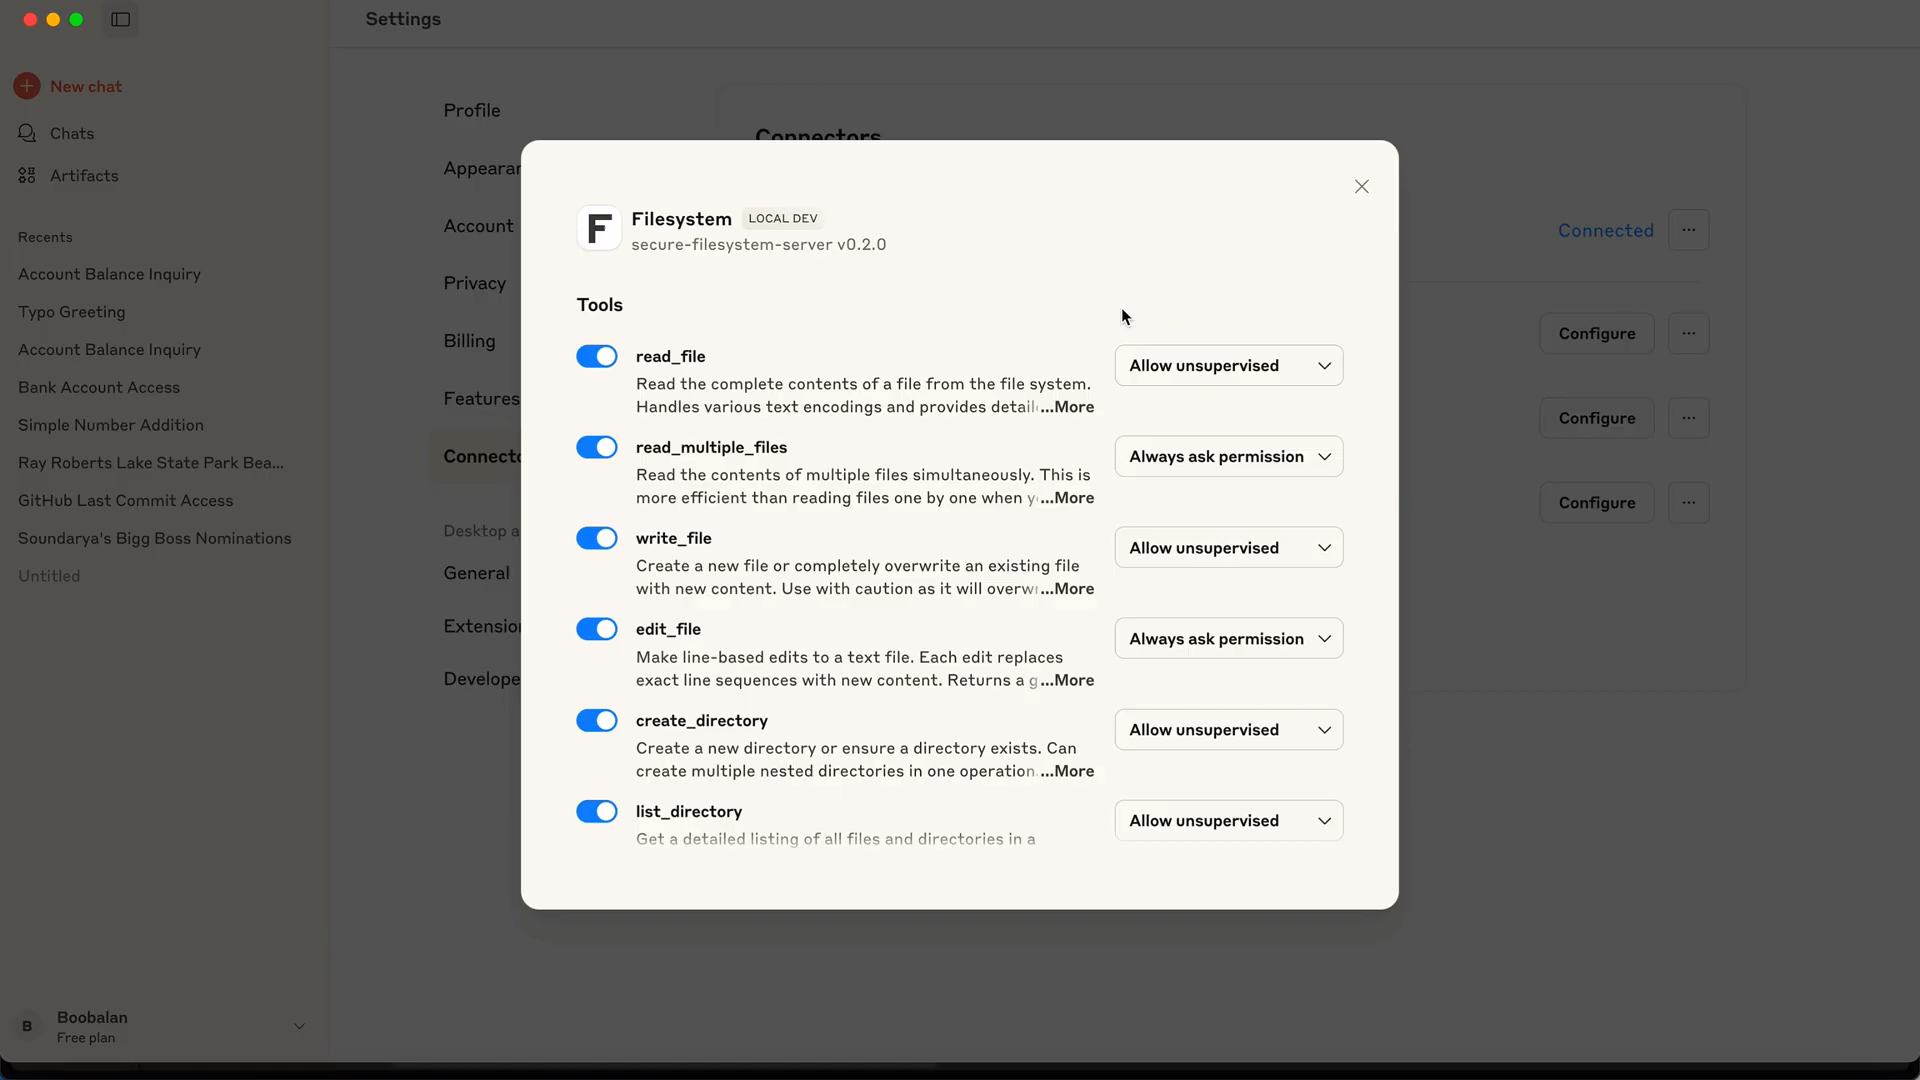 Settings
New chat
Chats
Artifacts
Recents
Account Balance Inquiry
Typo Greeting
Account Balance Inquiry
Bank Account Access
Simple Number Addition
Ray Roberts Lake State Park Bea...
GitHub Last Commit Access
Soundarya's Bigg Boss Nominations
Untitled
B
Boobalan
Free plan
Profile
Appearan
Account
Privacy
Billing
Features
Connecto
Desktop a
General
Extension
Develope
Connectors
Connected
...
Configure
...
Configure
...
Configure
...
F
Filesystem LOCAL DEV
secure-filesystem-server v0.2.0
Tools
read_file
Read the complete contents of a file from the file system.
Handles various text encodings and provides detail ...More
Allow unsupervised
read_multiple_files
Read the contents of multiple files simultaneously. This is
more efficient than reading files one by one when y ...More
Always ask permission
write_file
Create a new file or completely overwrite an existing file
with new content. Use with caution as it will overw ...More
Allow unsupervised
edit_file
Make line-based edits to a text file. Each edit replaces
exact line sequences with new content. Returns a g ...More
Always ask permission
create_directory
Create a new directory or ensure a directory exists. Can
create multiple nested directories in one operation ...More
Allow unsupervised
list_directory
Get a detailed listing of all files and directories in a
Allow unsupervised